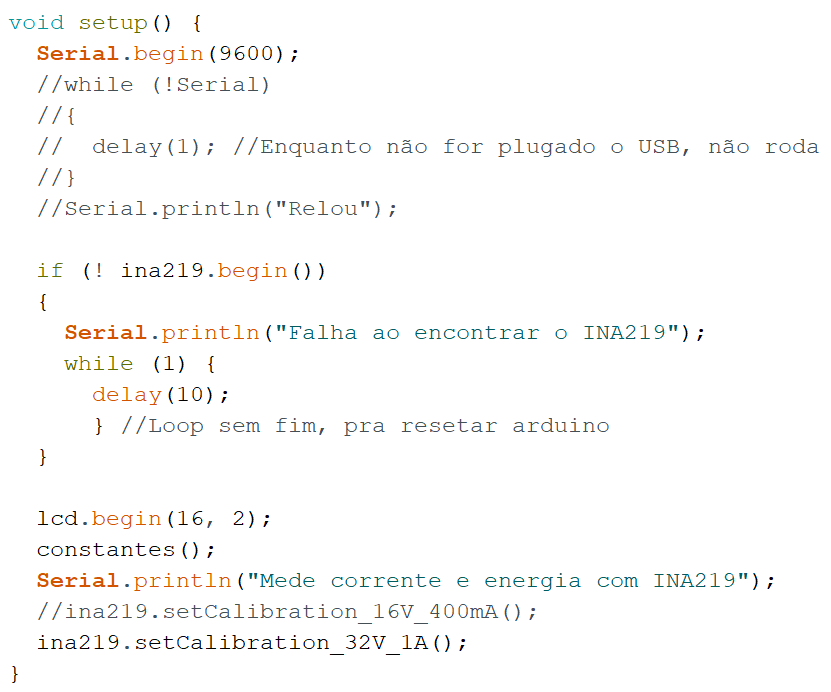 void setup() {
  Serial.begin(9600);
  //while (!Serial)
  //{
  //  delay(1); //Enquanto não for plugado o USB, não roda
  //}
  //Serial.println("Relou");

  if (! ina219.begin())
  {
    Serial.println("Falha ao encontrar o INA219");
    while (1) {
      delay(10);
      } //Loop sem fim, pra resetar arduino
  }

  lcd.begin(16, 2);
  constantes();
  Serial.println("Mede corrente e energia com INA219");
  //ina219.setCalibration_16V_400mA();
  ina219.setCalibration_32V_1A();
}